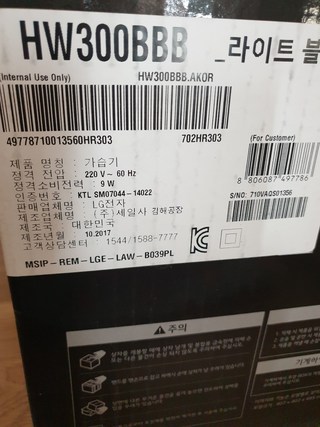 HW300BBB _라이트 블
(Internal Use Only) HW300BBB.AKOR
49778710013560HR303 702HR303 (For Customer)
제품 명칭 : 가습기
정격 전압 : 220 V~ 60 Hz
정격소비전력 : 9 W
인증번호 : KTL SM07044-14022
판매업체명 : LG전자
제조업체명 : (주)세일사 경해공장
제조국 : 대한민국
제조년월 : 10.2017
고객상담센터 : 1544/1588-7777
8 806087 497786
S/NO: 710VAQS01356
MSIP-REM-LGE-LAW-B039PL
주의